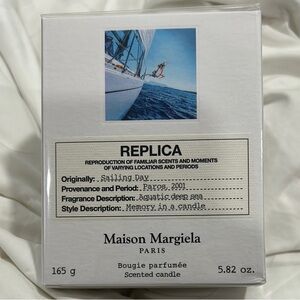 REPLICA
REPRODUCTION OF FAMILIAR SCENTS AND MOMENTS
OF VARYING LOCATIONS AND PERIODS
Originally: Sailing Day
Provenance and Period: Paros, 2001
Fragrance Description: Aquatic deep sea
Style Description: Memory in a candle
Maison Margiela
PARIS
Bougie parfumée
165 g
5.82 oz.
Scented candle